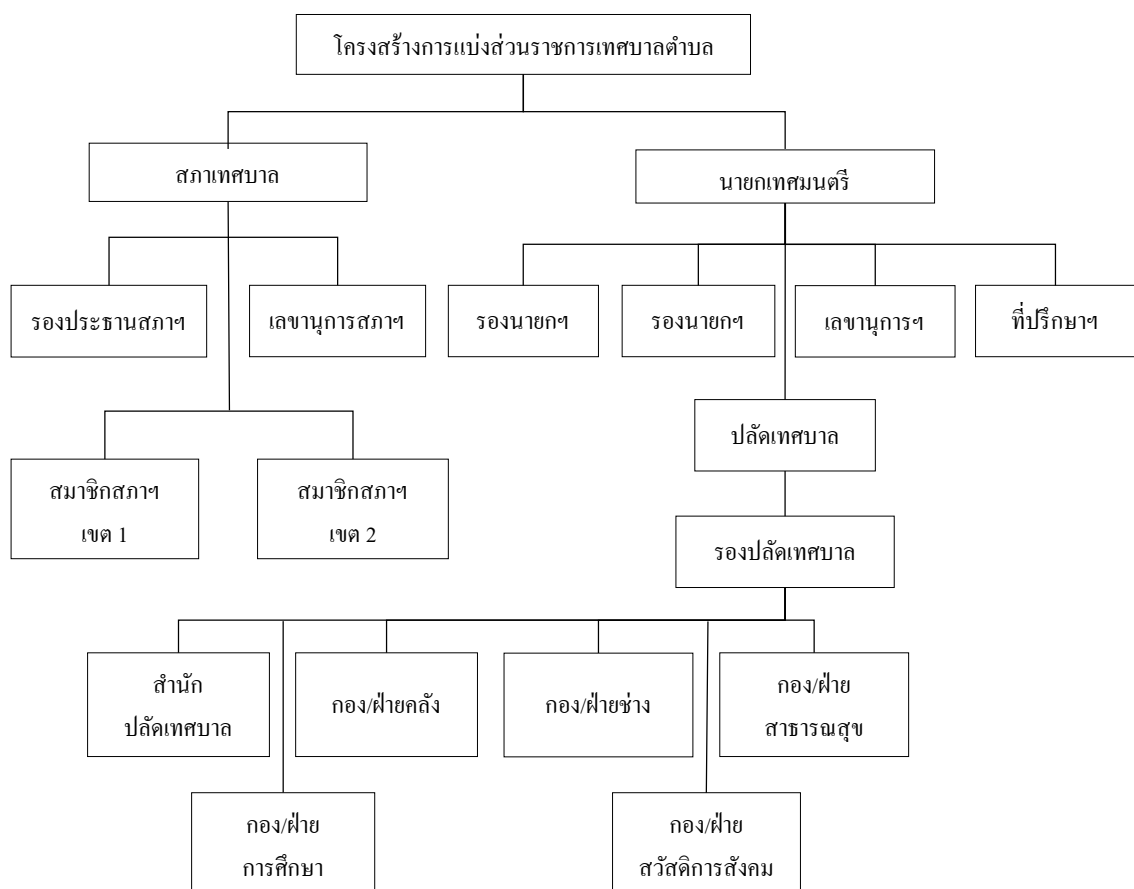 โครงสร้างการแบ่งส่วนราชการเทศบาลตำบล
สภาเทศบาล
นายกเทศมนตรี
รองประธานสภาฯ
เลขานุการสภาฯ
รองนายกฯ
รองนายกฯ
เลขานุการฯ
ที่ปรึกษาฯ
ปลัดเทศบาล
สมาชิกสภาฯ
เขต 1
สมาชิกสภาฯ
เขต 2
รองปลัดเทศบาล
สำนัก
ปลัดเทศบาล
กอง/ฝ่ายคลัง
กอง/ฝ่ายช่าง
กอง/ฝ่าย
สาธารณสุข
กอง/ฝ่าย
การศึกษา
กอง/ฝ่าย
สวัสดิการสังคม